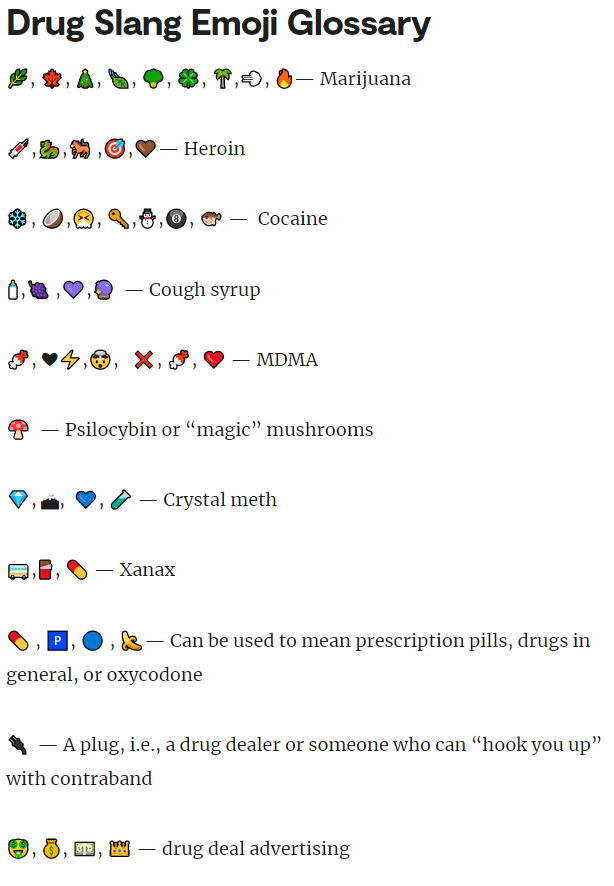 Drug Slang Emoji Glossary
🌿, 🍁, 🎄, 🍃, 🌳, 🍀, 🌴,💨, 🔥— Marijuana
💉,🐉,🐎,🎯,🤎— Heroin
❄️, 🥥,😤, 🔑,⛄,🎱, 🐡 — Cocaine
🍼,🍇 ,💜,🔮 — Cough syrup
🍬, 🖤⚡,🤯, ❌, 🍬, ❤️ — MDMA
🍄 — Psilocybin or “magic” mushrooms
💎,🏔, 💙, 🧪 — Crystal meth
🚌,🍫, 💊 — Xanax
💊 , 🅿️, 🔵 , 🍌— Can be used to mean prescription pills, drugs in
general, or oxycodone
🔌 — A plug, i.e., a drug dealer or someone who can “hook you up”
with contraband
🤑, 💰, 💵, 👑 — drug deal advertising